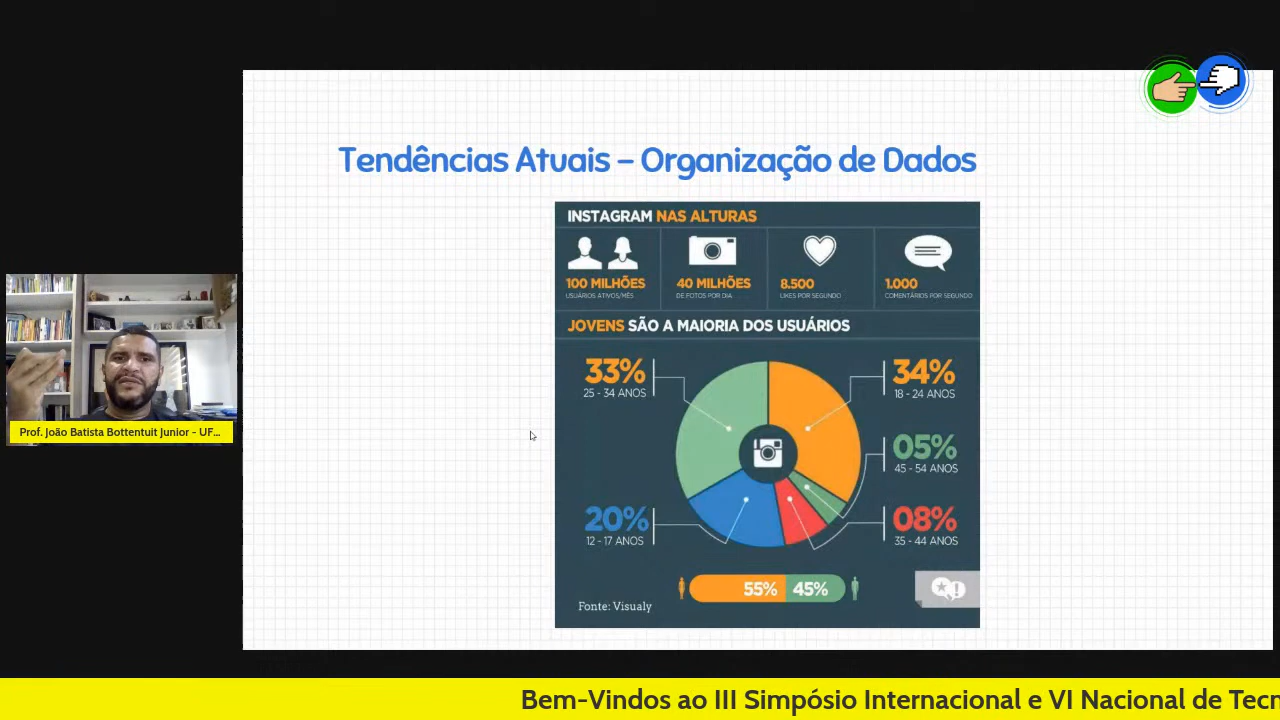 Tendências Atuais – Organização de Dados
INSTAGRAM NAS ALTURAS
100 MILHÕES
USUÁRIOS ATIVOS/MÊS
40 MILHÕES
DE FOTOS POR DIA
8.500
LIKES POR SEGUNDO
1.000
COMENTÁRIOS POR SEGUNDO
JOVENS SÃO A MAIORIA DOS USUÁRIOS
33%
25 - 34 ANOS
34%
18 - 24 ANOS
05%
45 - 54 ANOS
20%
12 - 17 ANOS
08%
35 - 44 ANOS
55% 45%
Fonte: Visualy
Prof. João Batista Bottentuit Junior - UF...
Bem-Vindos ao III Simpósio Internacional e VI Nacional de Tecn